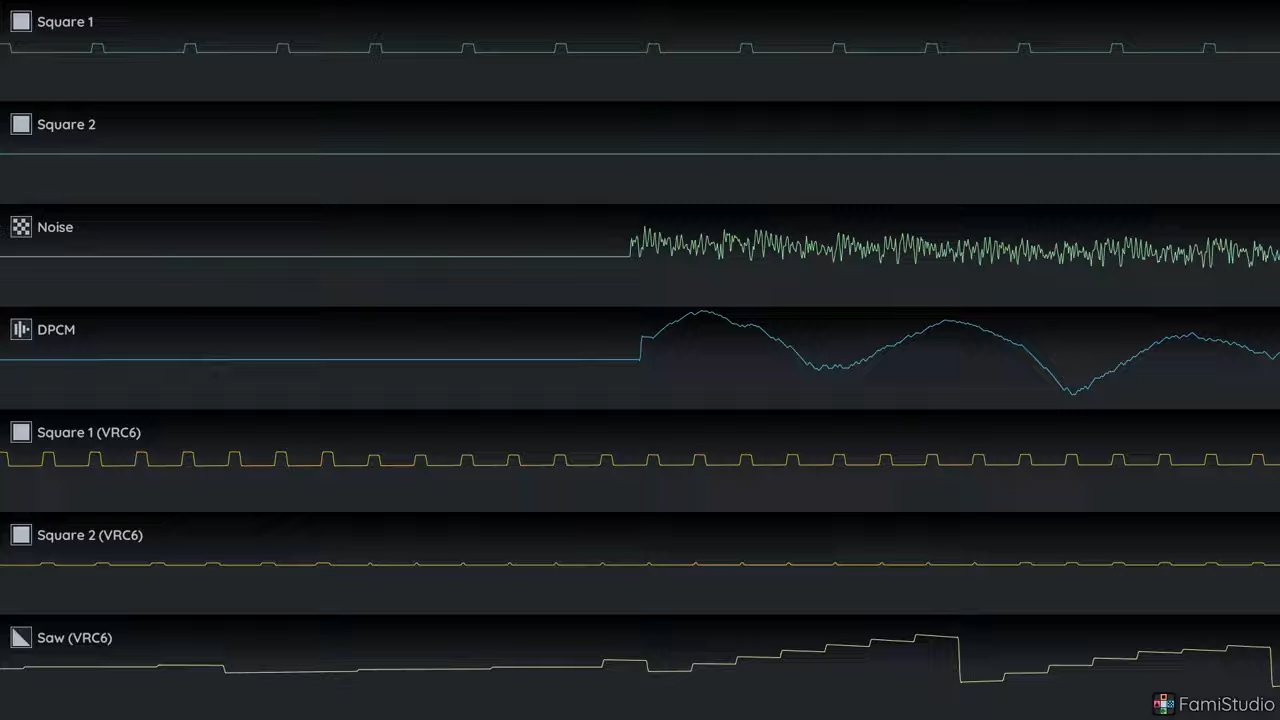 Square 1
Square 2
Noise
DPCM
Square 1 (VRC6)
Square 2 (VRC6)
Saw (VRC6)
FamiStudio